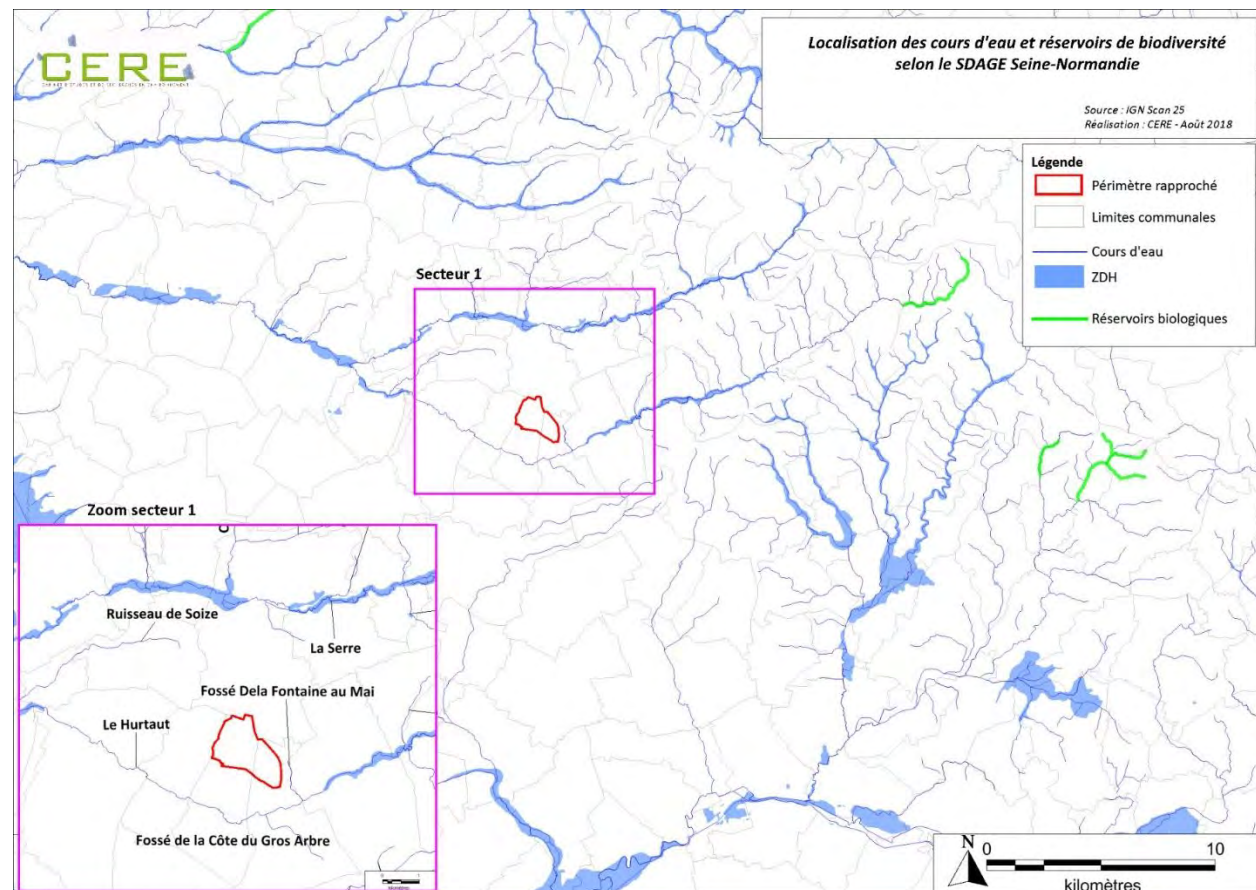 CERE
Localisation des cours d'eau et réservoirs de biodiversité
selon le SDAGE Seine-Normandie
Source : IGN Scan 25
Réalisation : CERE - Août 2018
Légende
Périmètre rapproché
Limites communales
Cours d'eau
ZDH
Réservoirs biologiques
Secteur 1
Zoom secteur 1
Ruisseau de Soize
La Serre
Fossé Dela Fontaine au Mai
Le Hurtaut
Fossé de la Côte du Gros Arbre
N
0 10
kilomètres